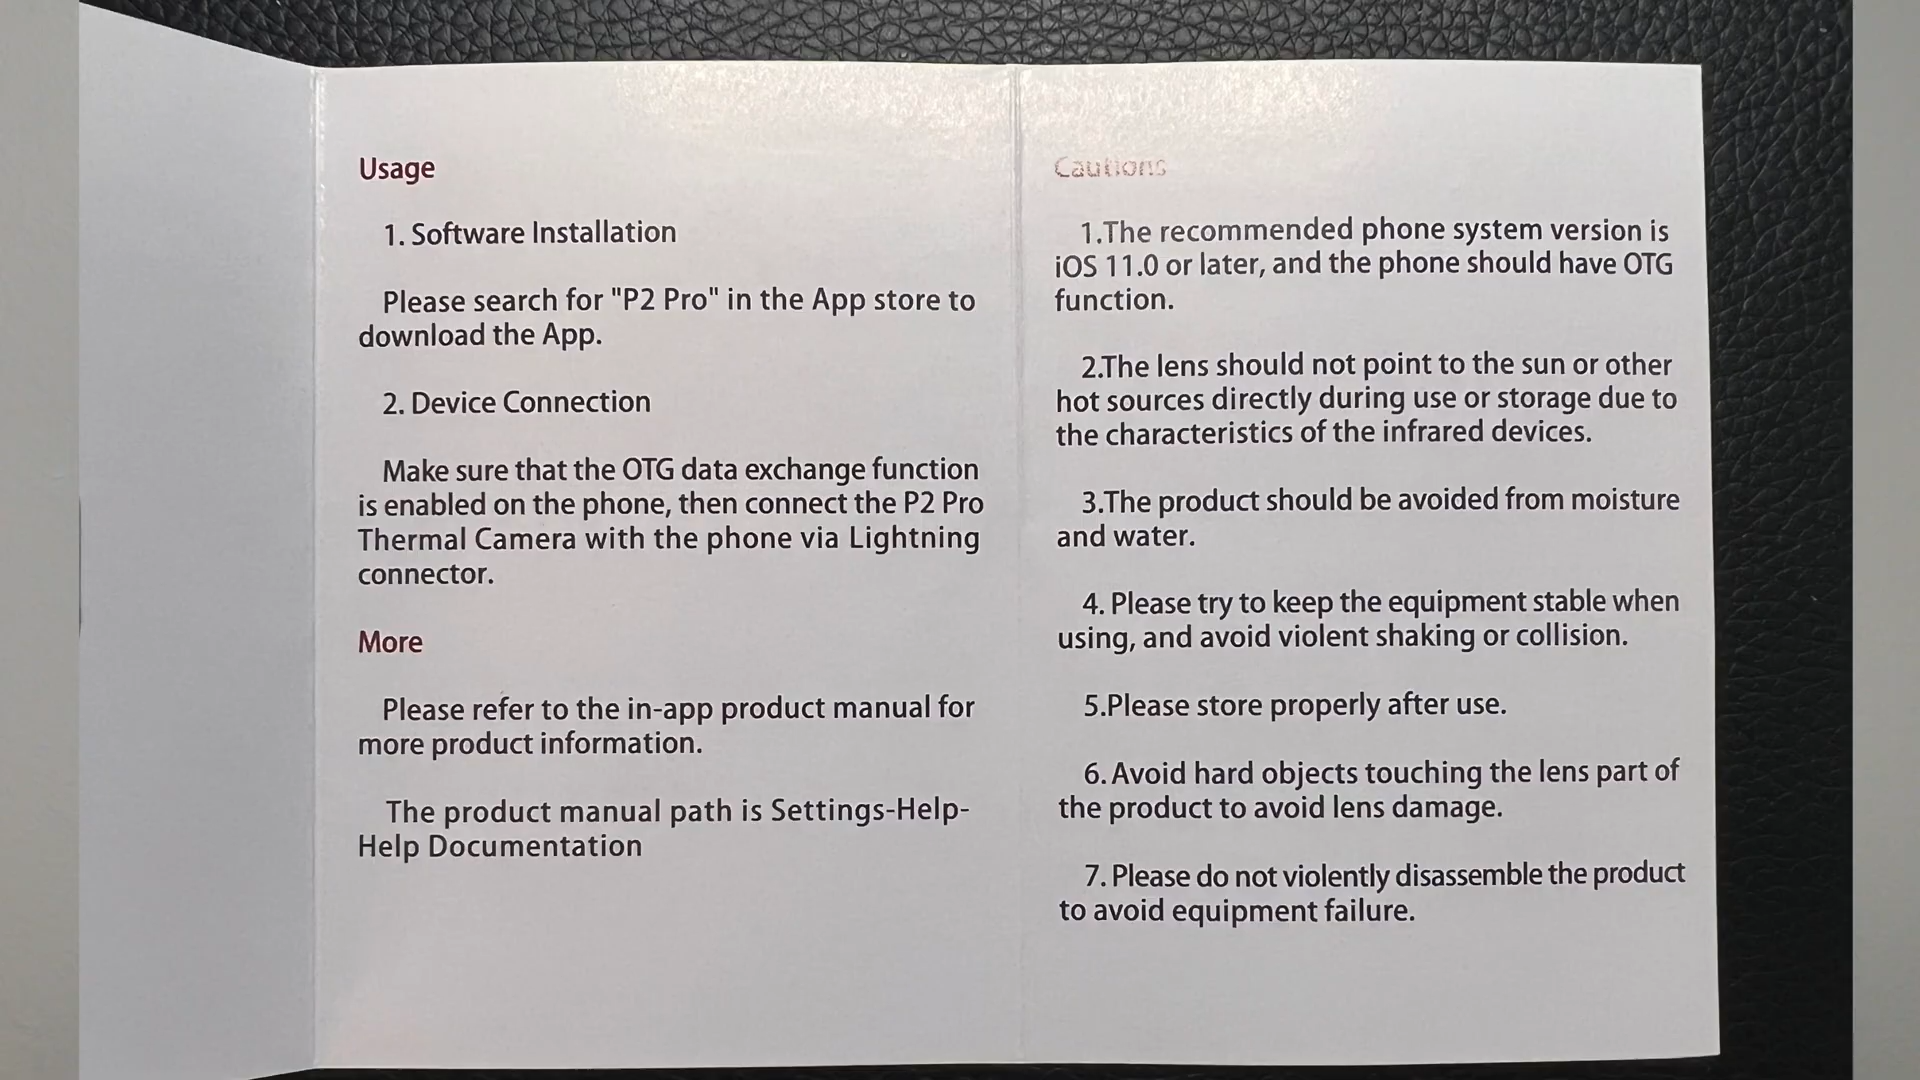 Usage
1. Software Installation
Please search for "P2 Pro" in the App store to
download the App.
2. Device Connection
Make sure that the OTG data exchange function
is enabled on the phone, then connect the P2 Pro
Thermal Camera with the phone via Lightning
connector.
More
Please refer to the in-app product manual for
more product information.
The product manual path is Settings-Help-
Help Documentation
Cautions
1.The recommended phone system version is
iOS 11.0 or later, and the phone should have OTG
function.
2.The lens should not point to the sun or other
hot sources directly during use or storage due to
the characteristics of the infrared devices.
3.The product should be avoided from moisture
and water.
4. Please try to keep the equipment stable when
using, and avoid violent shaking or collision.
5.Please store properly after use.
6. Avoid hard objects touching the lens part of
the product to avoid lens damage.
7. Please do not violently disassemble the product
to avoid equipment failure.